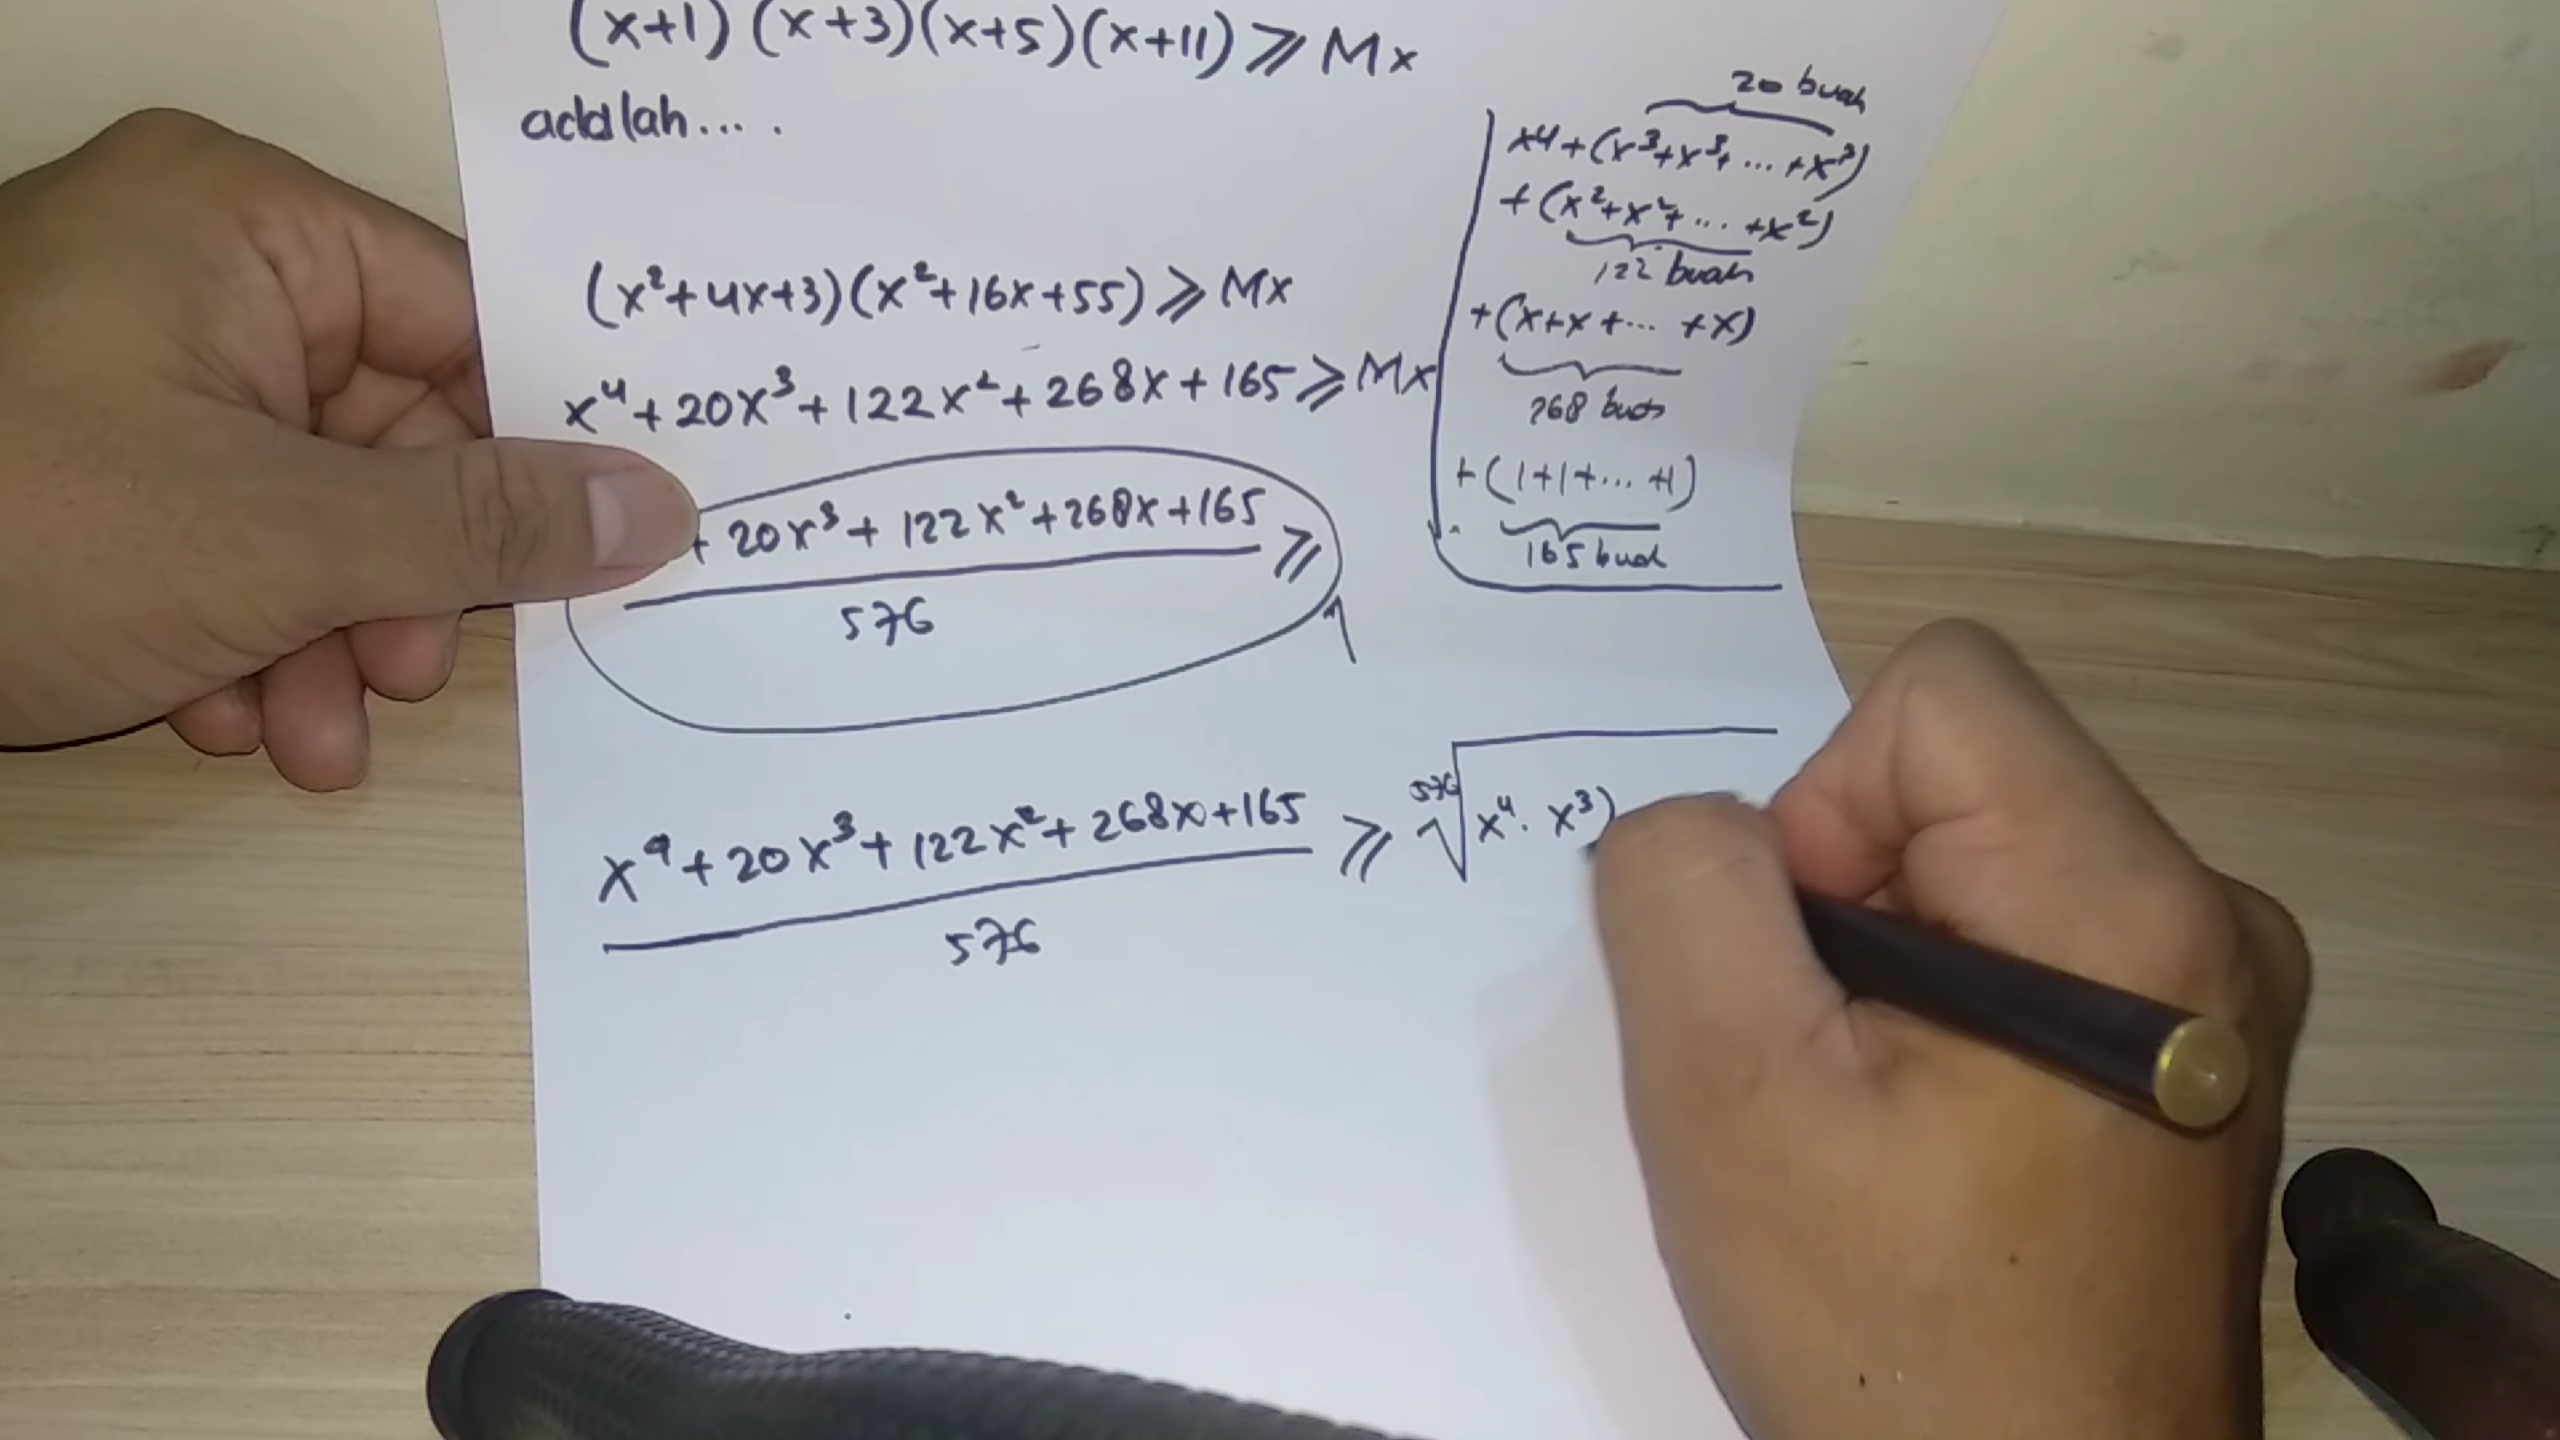 (x+1)(x+3)(x+5)(x+11) ⩾ Mx
adalah... .
(x²+4x+3)(x²+16x+55) ⩾ Mx
x⁴+20x³+122x²+268x+165 ⩾ Mx
+ 20x³+122x²+268x+165 ⩾
576
x⁴+20x³+122x²+268x+165 ⩾ ⁵⁷⁶√x⁴.x³)
576
20 buah
x4+(x³+x³+...+x³)
+(x²+x²+...+x²)
122 buah
+(x+x+...+x)
268 buah
+(1+1+...+1)
165 buah